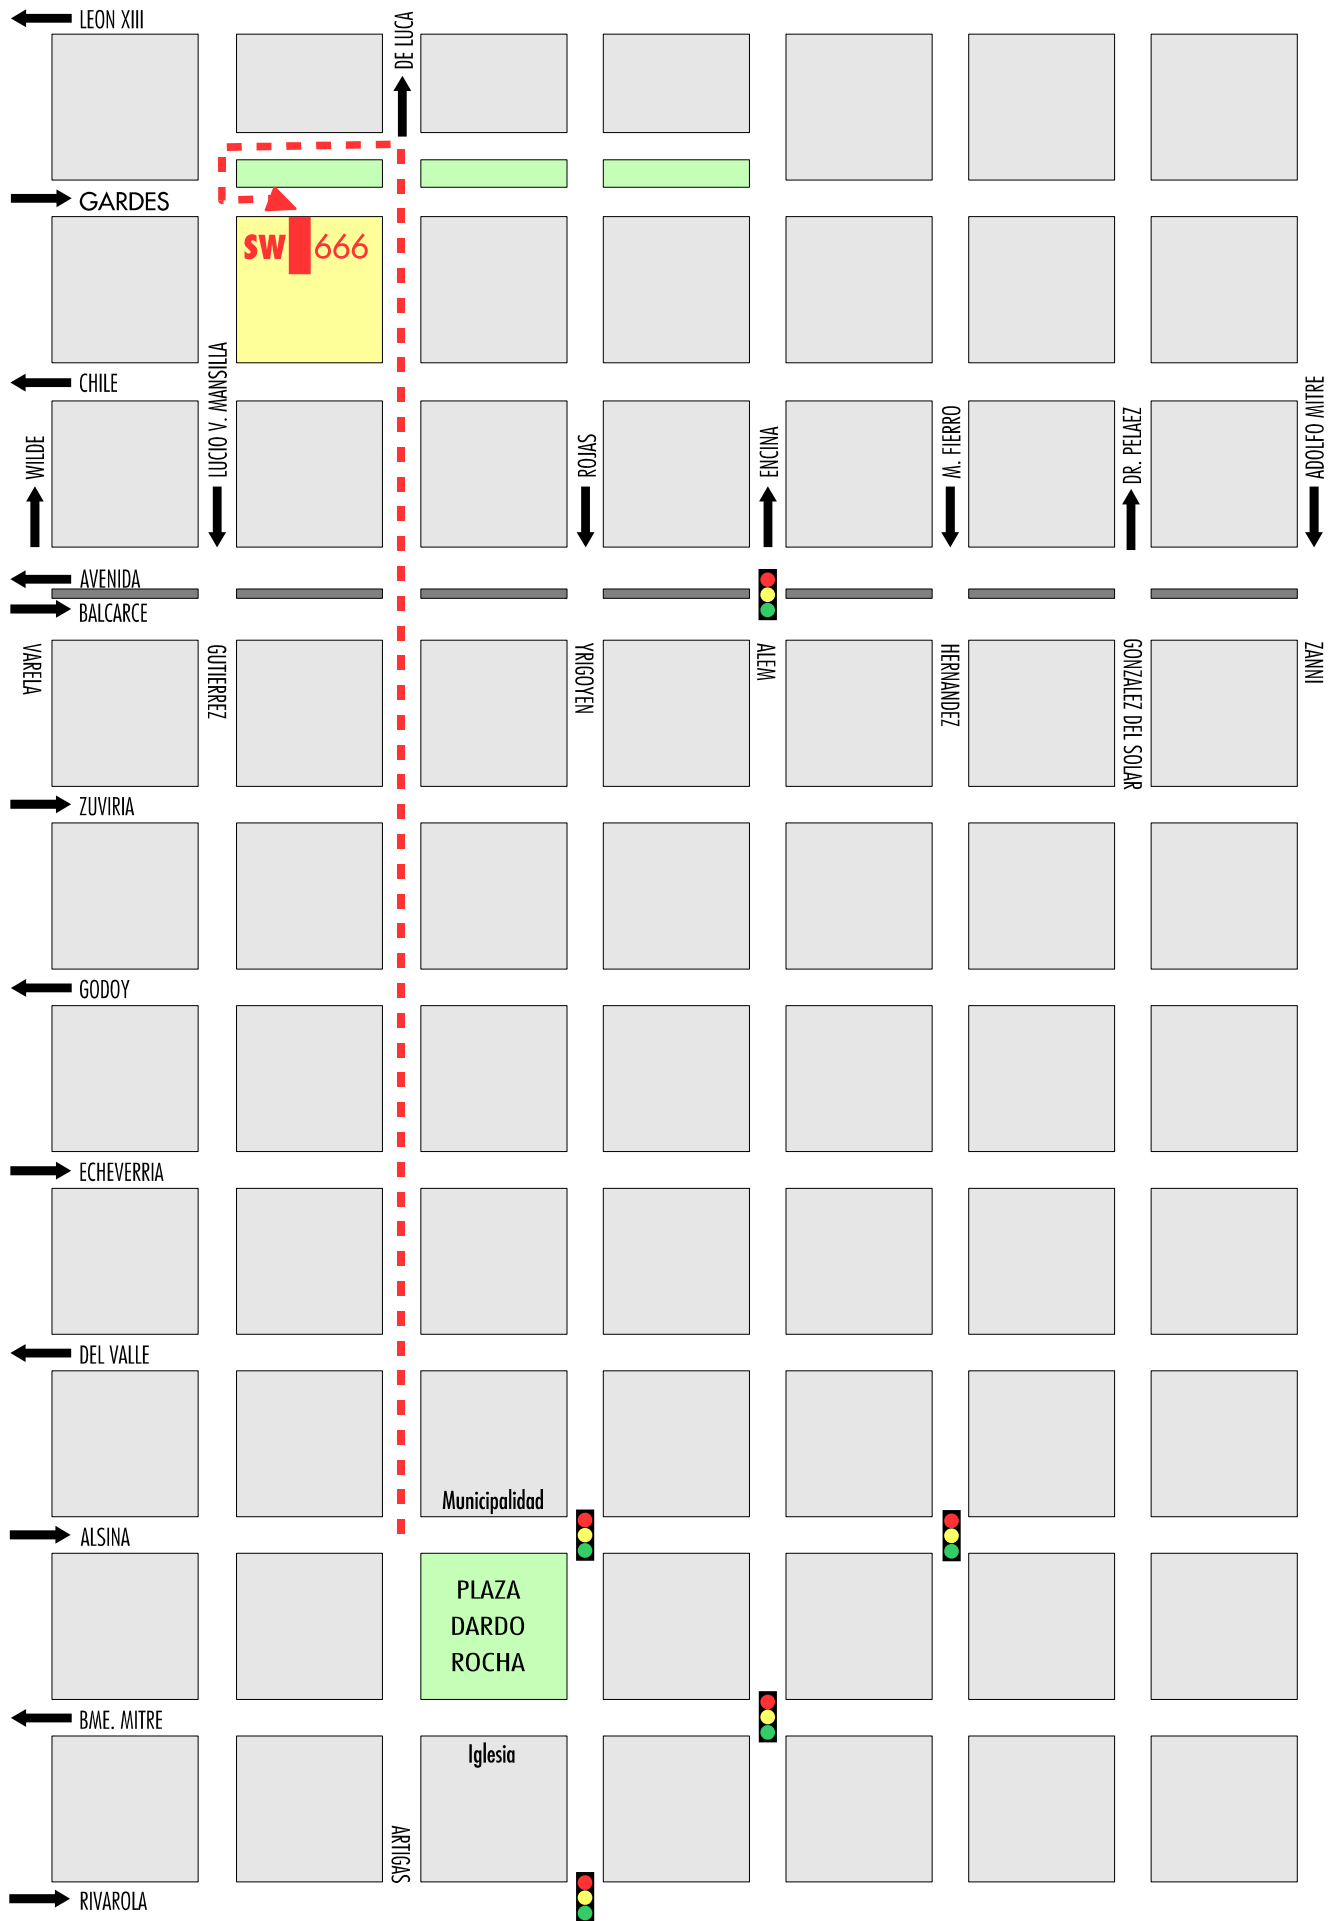 LEON XIII
DE LUCA
GARDES
SW 666
CHILE
WILDE
LUCIO V. MANSILLA
ROJAS
ENCINA
M. FIERRO
DR. PELAEZ
ADOLFO MITRE
AVENIDA
BALCARCE
VARELA
GUTIERREZ
YRIGOYEN
ALEM
HERNANDEZ
GONZALEZ DEL SOLAR
ZANNI
ZUVIRIA
GODOY
ECHEVERRIA
DEL VALLE
Municipalidad
ALSINA
PLAZA
DARDO
ROCHA
BME. MITRE
Iglesia
ARTIGAS
RIVAROLA